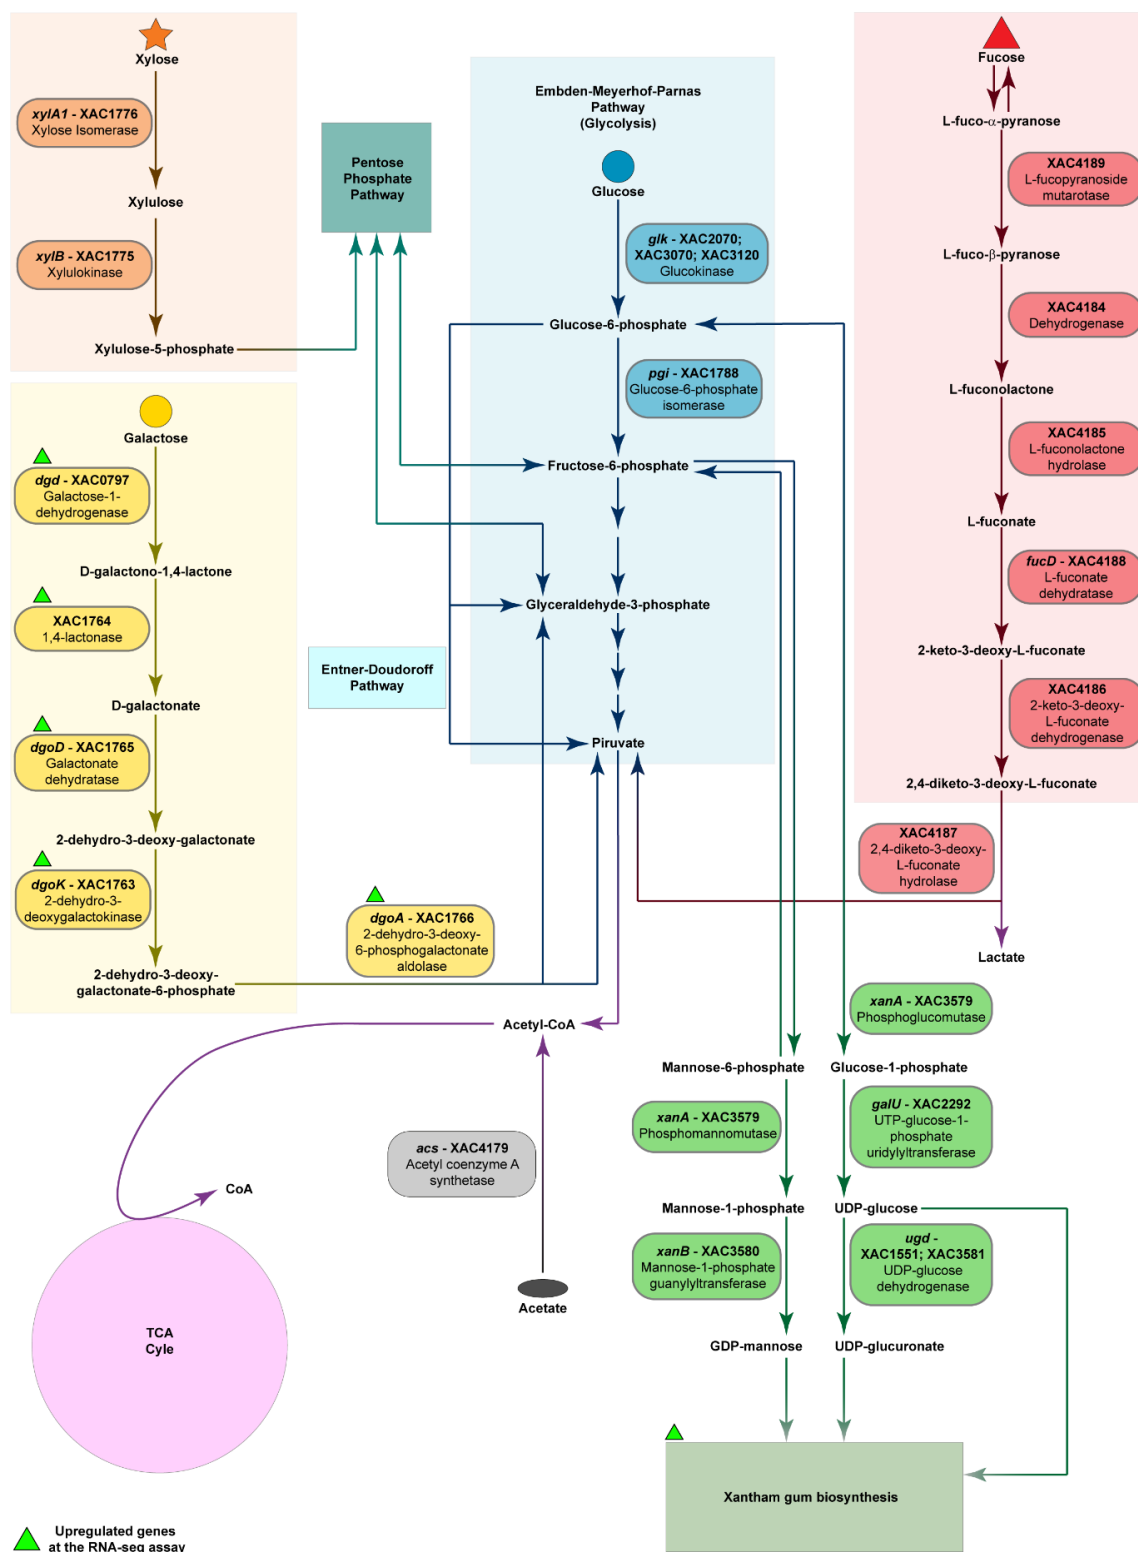 Xylose
xylA1 - XAC1776
Xylose Isomerase
Xylulose
xylB - XAC1775
Xylulokinase
Xylulose-5-phosphate
Pentose
Phosphate
Pathway
Embden-Meyerhof-Parnas
Pathway
(Glycolysis)
Glucose
glk - XAC2070;
XAC3070; XAC3120
Glucokinase
Glucose-6-phosphate
pgi - XAC1788
Glucose-6-phosphate
isomerase
Fructose-6-phosphate
Glyceraldehyde-3-phosphate
Entner-Doudoroff
Pathway
Piruvate
Fucose
L-fuco-α-pyranose
XAC4189
L-fucopyranoside
mutarotase
L-fuco-β-pyranose
XAC4184
Dehydrogenase
L-fuconolactone
XAC4185
L-fuconolactone
hydrolase
L-fuconate
fucD - XAC4188
L-fuconate
dehydratase
2-keto-3-deoxy-L-fuconate
XAC4186
2-keto-3-deoxy-
L-fuconate
dehydrogenase
2,4-diketo-3-deoxy-L-fuconate
XAC4187
2,4-diketo-3-deoxy-
L-fuconate
hydrolase
Lactate
Galactose
dgd - XAC0797
Galactose-1-
dehydrogenase
D-galactono-1,4-lactone
XAC1764
1,4-lactonase
D-galactonate
dgoD - XAC1765
Galactonate
dehydratase
2-dehydro-3-deoxy-galactonate
dgoK - XAC1763
2-dehydro-3-
deoxygalactokinase
2-dehydro-3-deoxy-
galactonate-6-phosphate
dgoA - XAC1766
2-dehydro-3-deoxy-
6-phosphogalactonate
aldolase
Acetyl-CoA
acs - XAC4179
Acetyl coenzyme A
synthetase
Acetate
CoA
TCA
Cyle
xanA - XAC3579
Phosphoglucomutase
Mannose-6-phosphate
Glucose-1-phosphate
xanA - XAC3579
Phosphomannomutase
galU - XAC2292
UTP-glucose-1-
phosphate
uridylyltransferase
Mannose-1-phosphate
UDP-glucose
xanB - XAC3580
Mannose-1-phosphate
guanylyltransferase
ugd -
XAC1551; XAC3581
UDP-glucose
dehydrogenase
GDP-mannose
UDP-glucuronate
Xantham gum biosynthesis
Upregulated genes
at the RNA-seq assay